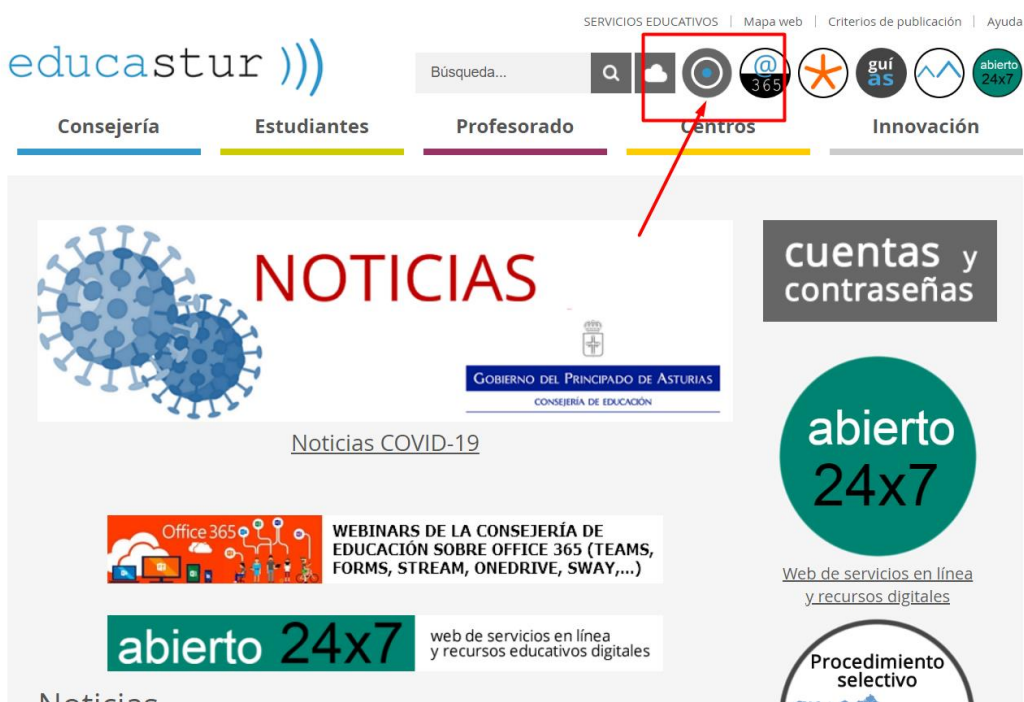 SERVICIOS EDUCATIVOS | Mapa web | Criterios de publicación | Ayuda
educastur )))
Búsqueda...
@
365
guí
as
abierto
24x7
Consejería
Estudiantes
Profesorado
Centros
Innovación
NOTICIAS
GOBIERNO DEL PRINCIPADO DE ASTURIAS
CONSEJERÍA DE EDUCACIÓN
Noticias COVID-19
cuentas y
contraseñas
abierto
24x7
Web de servicios en línea
y recursos digitales
Office 365
WEBINARS DE LA CONSEJERÍA DE
EDUCACIÓN SOBRE OFFICE 365 (TEAMS,
FORMS, STREAM, ONEDRIVE, SWAY,...)
abierto 24x7
web de servicios en línea
y recursos educativos digitales
Procedimiento
selectivo
Noticias